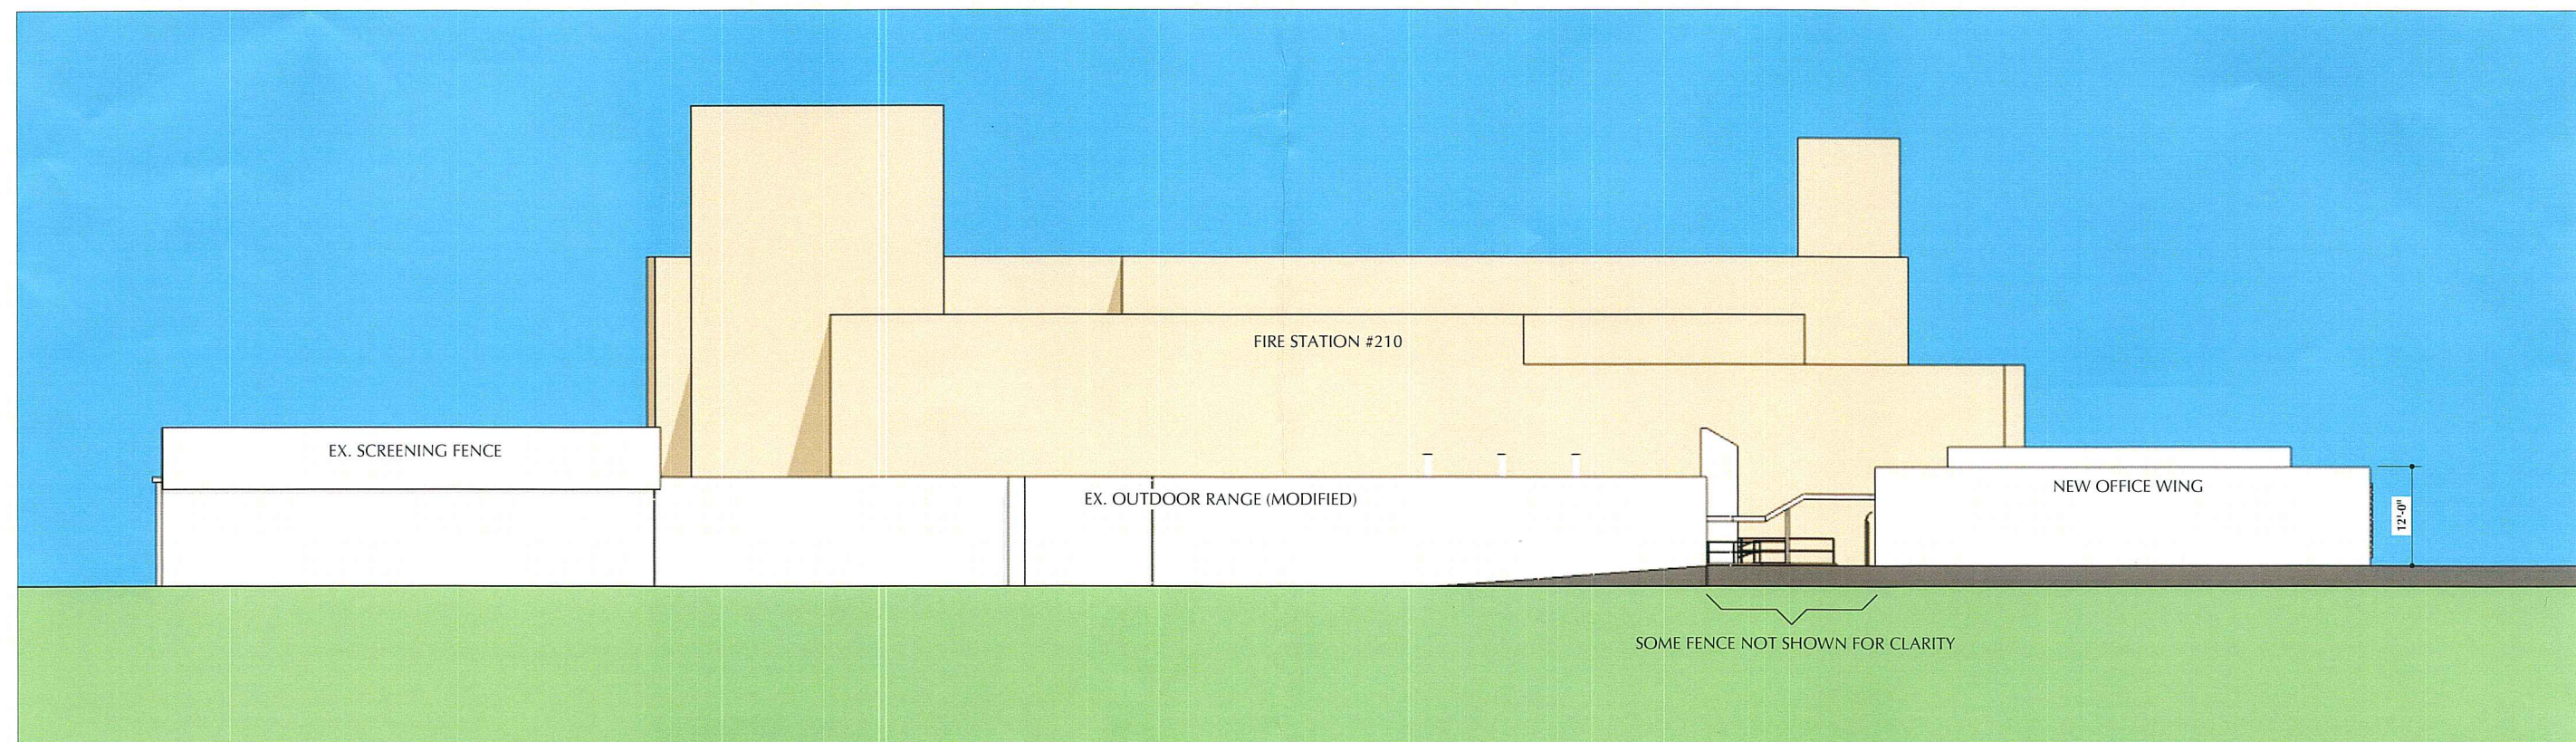 FIRE STATION #210
EX. SCREENING FENCE
EX. OUTDOOR RANGE (MODIFIED)
NEW OFFICE WING
12'-0"
SOME FENCE NOT SHOWN FOR CLARITY